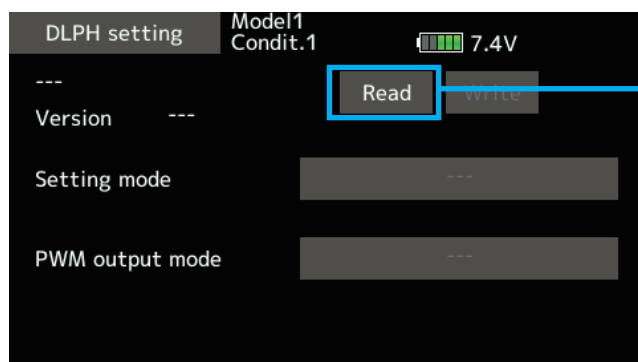 DLPH setting
Model1
Condit.1
7.4V
---
Read
Write
Version ---
Setting mode ---
PWM output mode ---